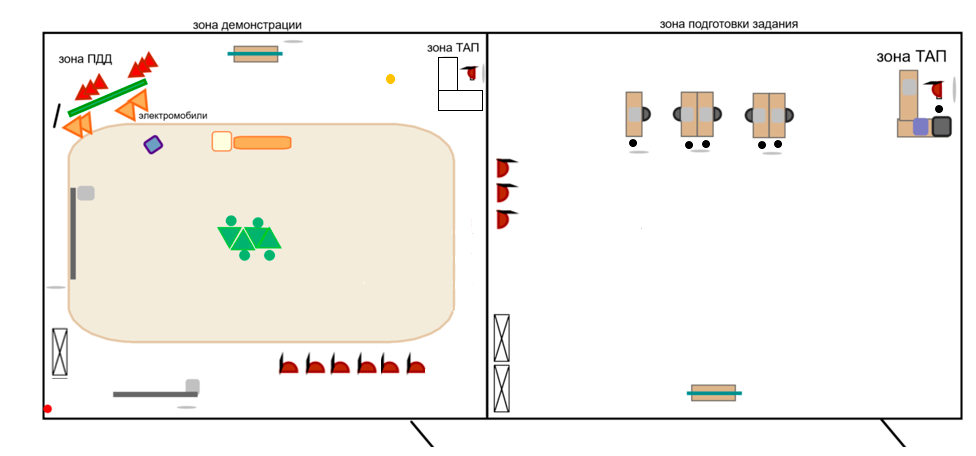 зона демонстрации
зона подготовки задания
зона ПДД
зона ТАП
зона ТАП
электромобили